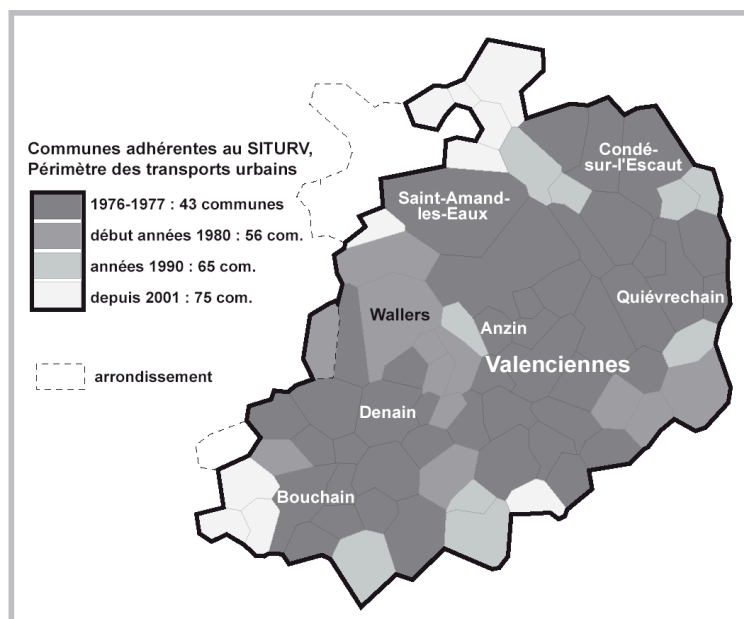 Communes adhérentes au SITURV,
Périmètre des transports urbains
1976-1977 : 43 communes
début années 1980 : 56 com.
années 1990 : 65 com.
depuis 2001 : 75 com.
arrondissement
Condé-
sur-l'Escaut
Saint-Amand-
les-Eaux
Quiévrechain
Wallers
Anzin
Valenciennes
Denain
Bouchain